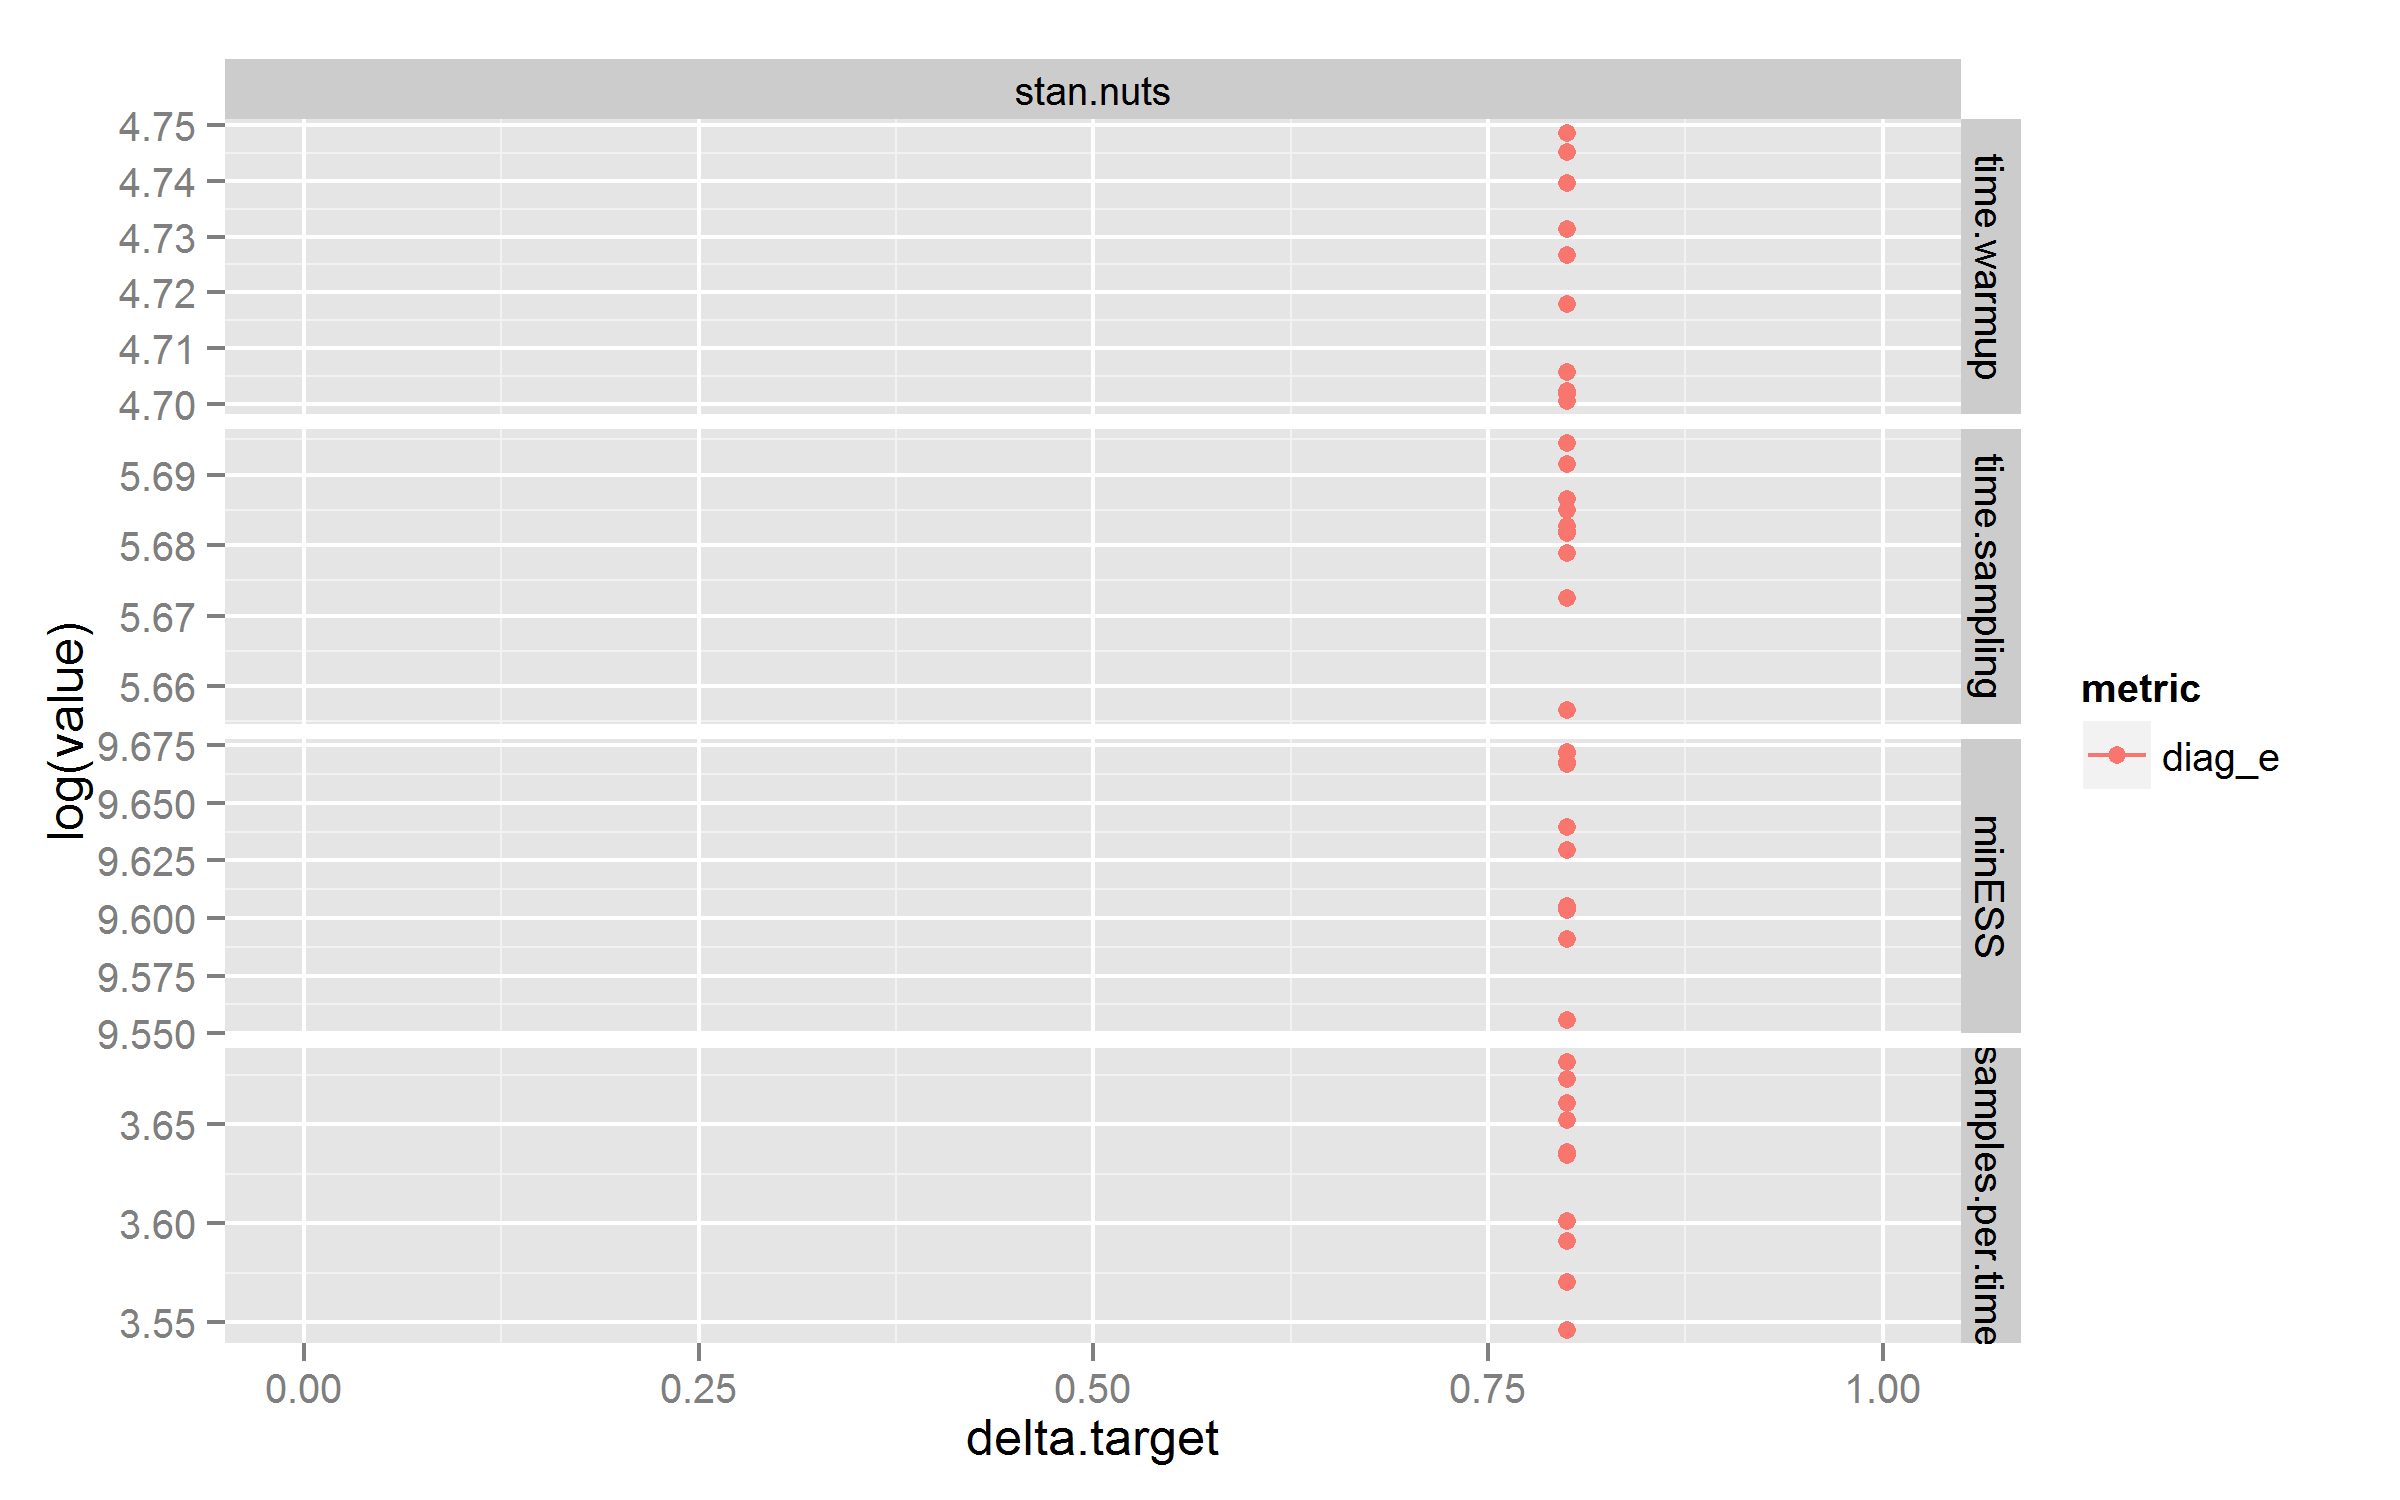 stan.nuts
4.75
4.74
4.73
4.72
4.71
4.70
time.warmup
5.69
5.68
5.67
5.66
time.sampling
9.675
9.650
9.625
9.600
9.575
9.550
minESS
3.65
3.60
3.55
samples.per.time
log(value)
0.00 0.25 0.50 0.75 1.00
delta.target
metric
diag_e